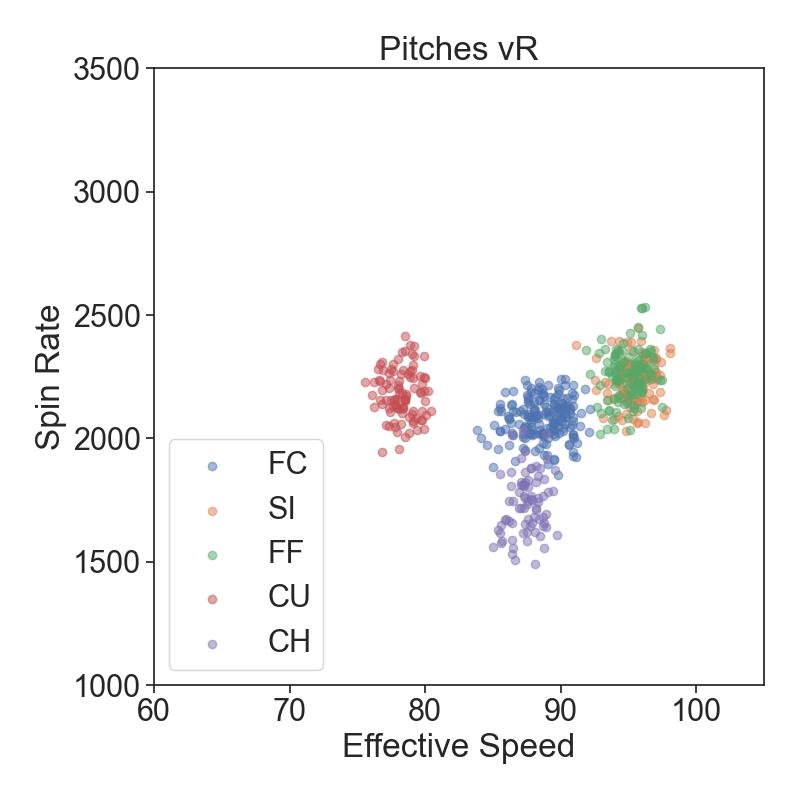 Pitches vR
3500
3000
2500
2000
1500
1000
Spin Rate
FC
SI
FF
CU
CH
60 70 80 90 100
Effective Speed